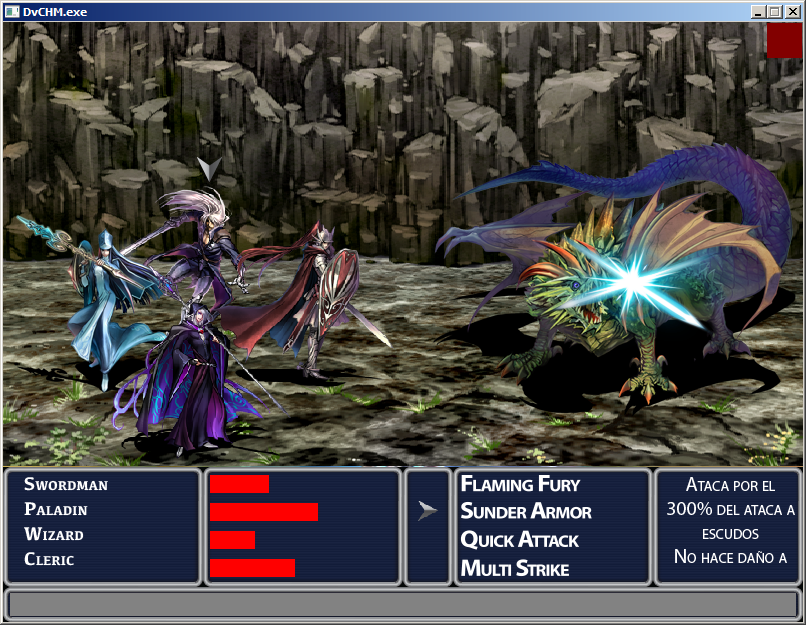 DvCHM.exe
Swordman
Paladin
Wizard
Cleric
Flaming Fury
Sunder Armor
Quick Attack
Multi Strike
Ataca por el
300% del ataca a
escudos
No hace daño a